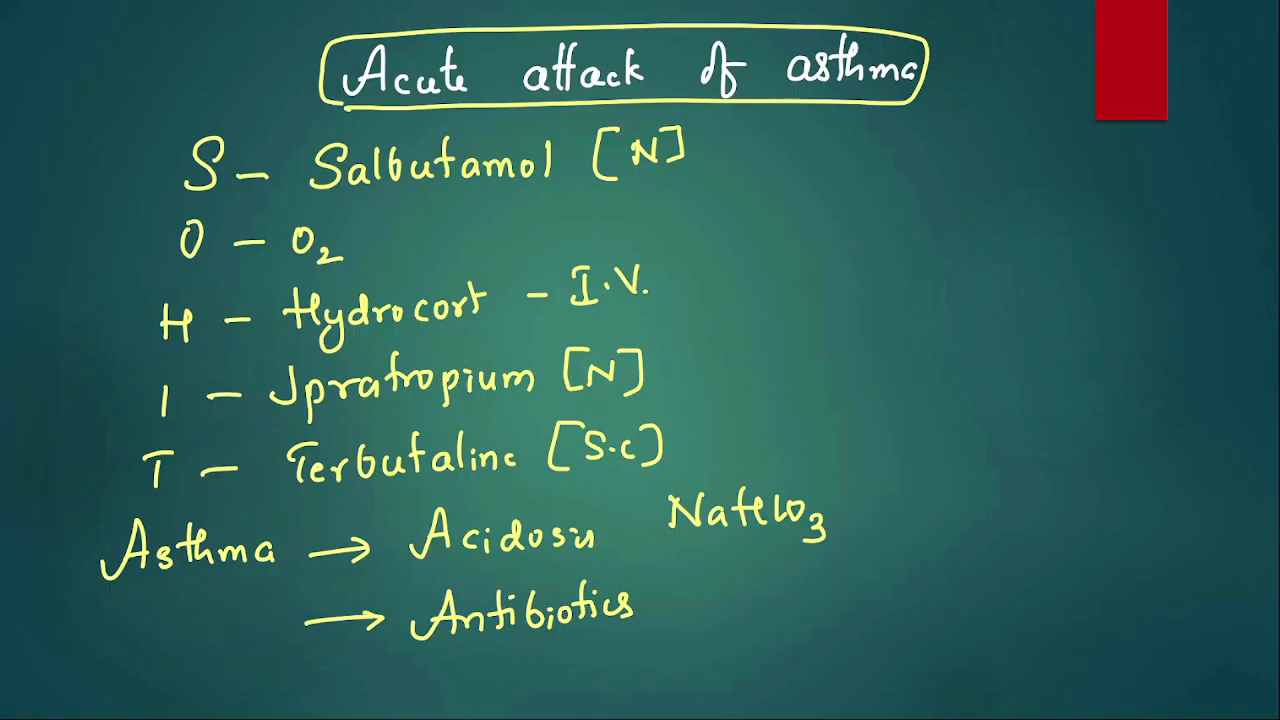 Acute attack of asthma
S - Salbutamol [N]
O - O2
H - Hydrocort - I.V.
I - Ipratropium [N]
T - Terbutaline [S.C]
Asthma → Acidosis NaHCO3
→ Antibiotics